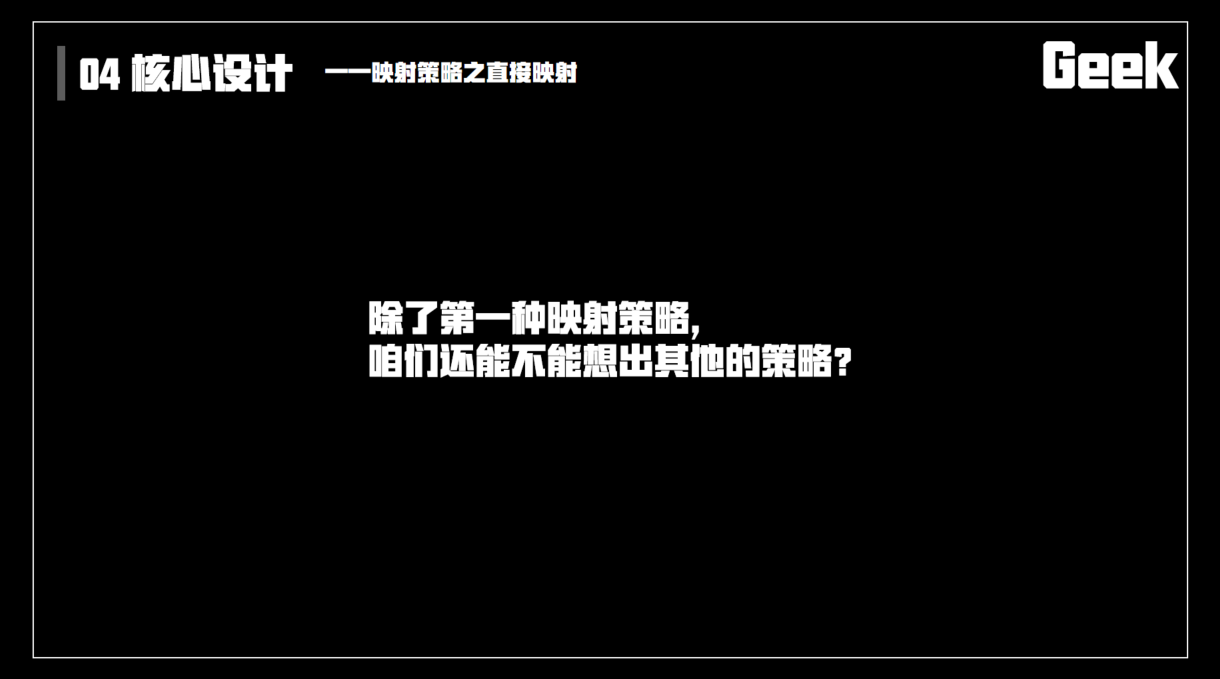 04 核心设计
——映射策略之直接映射
Geek
除了第一种映射策略,
咱们还能不能想出其他的策略?